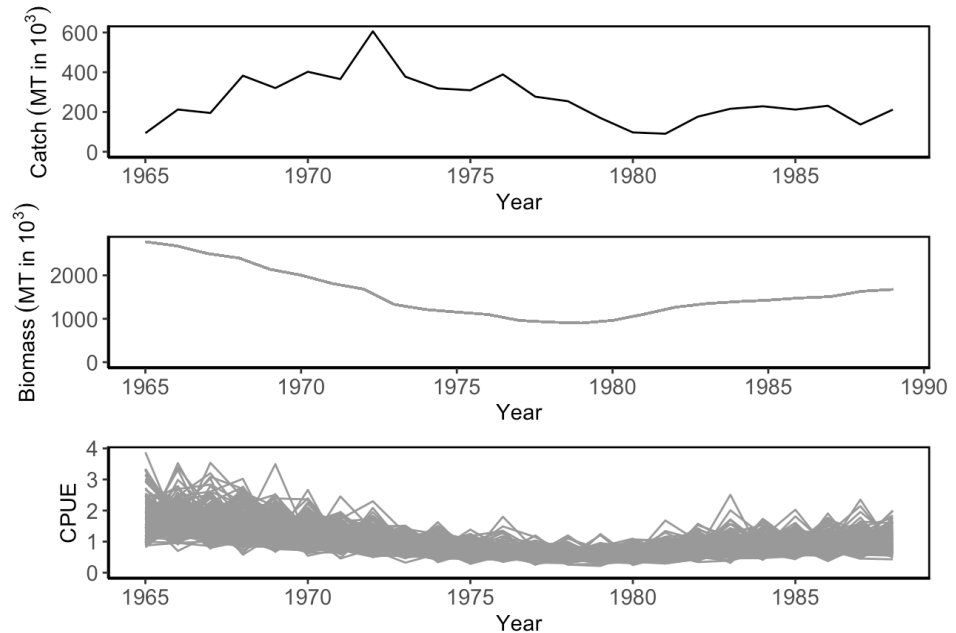 Catch (MT in 10³)
600
400
200
0
1965 1970 1975 1980 1985
Year
Biomass (MT in 10³)
2000
1000
0
1965 1970 1975 1980 1985 1990
Year
CPUE
4
3
2
1
0
1965 1970 1975 1980 1985
Year